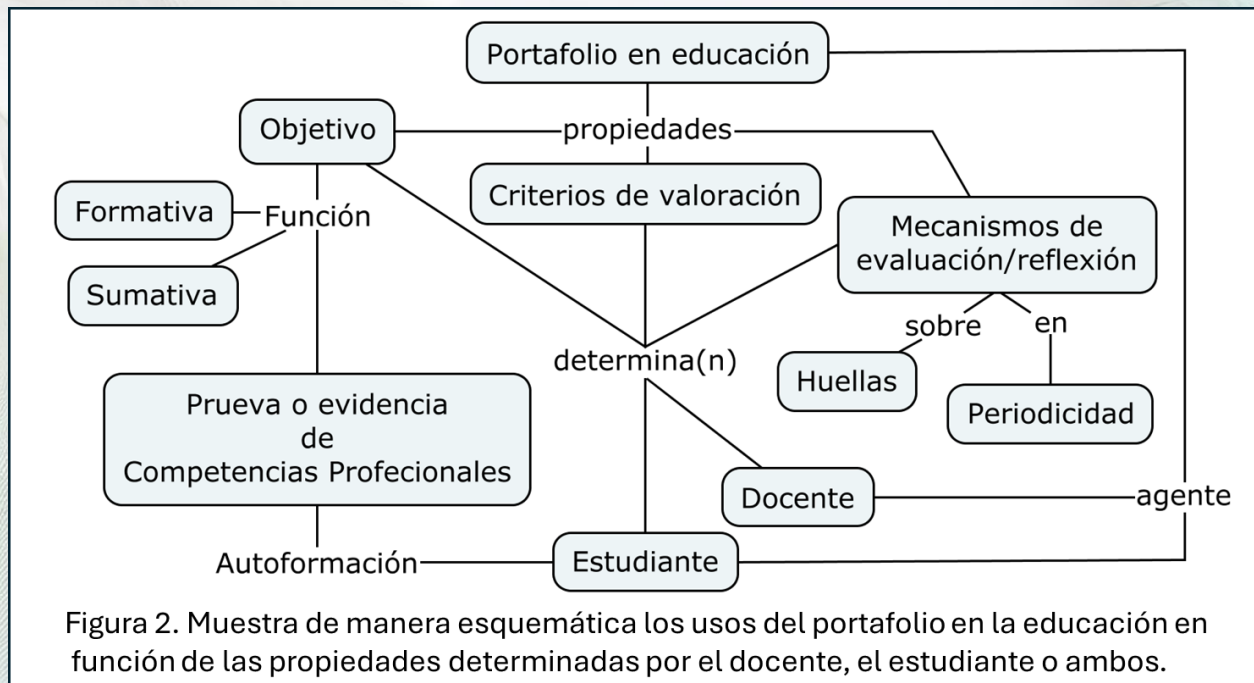 Portafolio en educación
Objetivo
propiedades
Criterios de valoración
Formativa
Función
Sumativa
Mecanismos de
evaluación/reflexión
sobre
en
determina(n)
Huellas
Periodicidad
Prueva o evidencia
de
Competencias Profecionales
Docente
agente
Autoformación
Estudiante
Figura 2. Muestra de manera esquemática los usos del portafolio en la educación en
función de las propiedades determinadas por el docente, el estudiante o ambos.